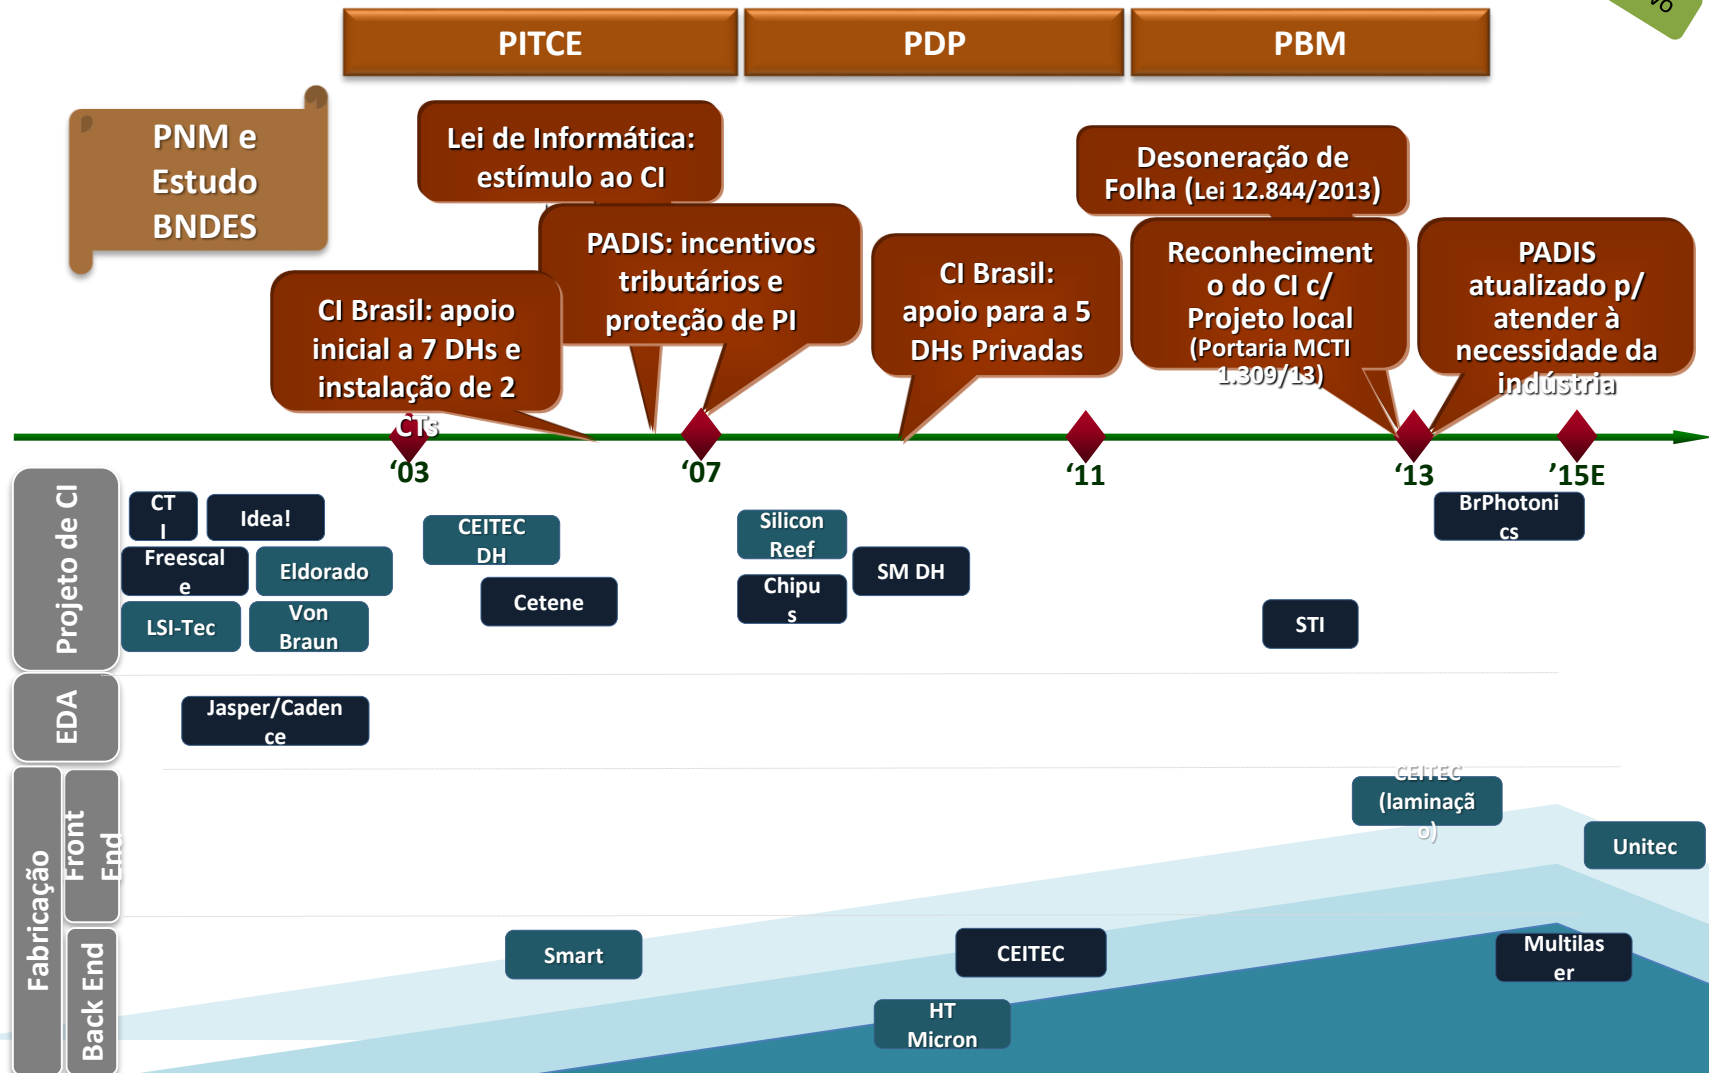 PITCE
PDP
PBM
PNM e
Estudo
BNDES
Lei de Informática:
estímulo ao CI
PADIS: incentivos
tributários e
proteção de PI
CI Brasil: apoio
inicial a 7 DHs e
instalação de 2
CTs
CI Brasil:
apoio para a 5
DHs Privadas
Desoneração de
Folha (Lei 12.844/2013)
Reconheciment
o do CI c/
Projeto local
(Portaria MCTI
1.309/13)
PADIS
atualizado p/
atender à
necessidade da
indústria
‘03
‘07
‘11
‘13
’15E
Projeto de CI
CT
I
Idea!
Freescal
e
Eldorado
LSI-Tec
Von
Braun
CEITEC
DH
Cetene
Silicon
Reef
Chipu
s
SM DH
STI
BrPhotoni
cs
EDA
Jasper/Caden
ce
Fabricação
Front
End
CEITEC
(laminaçã
o)
Unitec
Back End
Smart
CEITEC
HT
Micron
Multilas
er